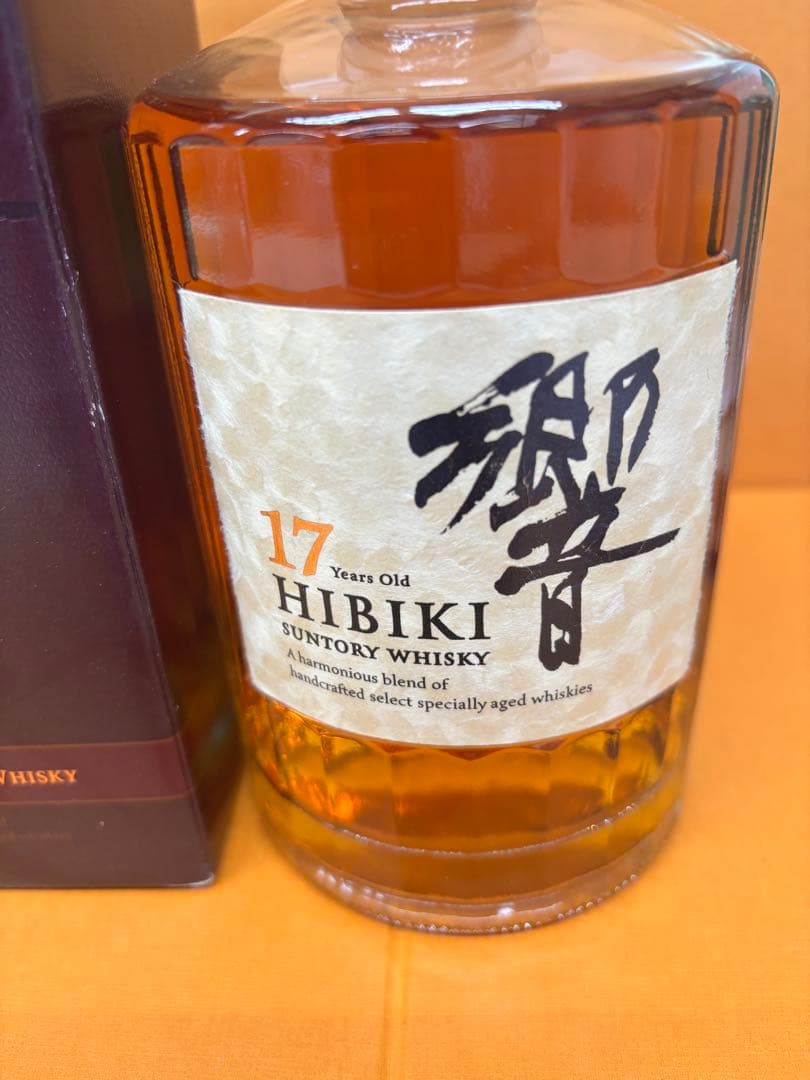 響
17 Years Old
HIBIKI
SUNTORY WHISKY
A harmonious blend of
handcrafted select specially aged whiskies
WHISKY